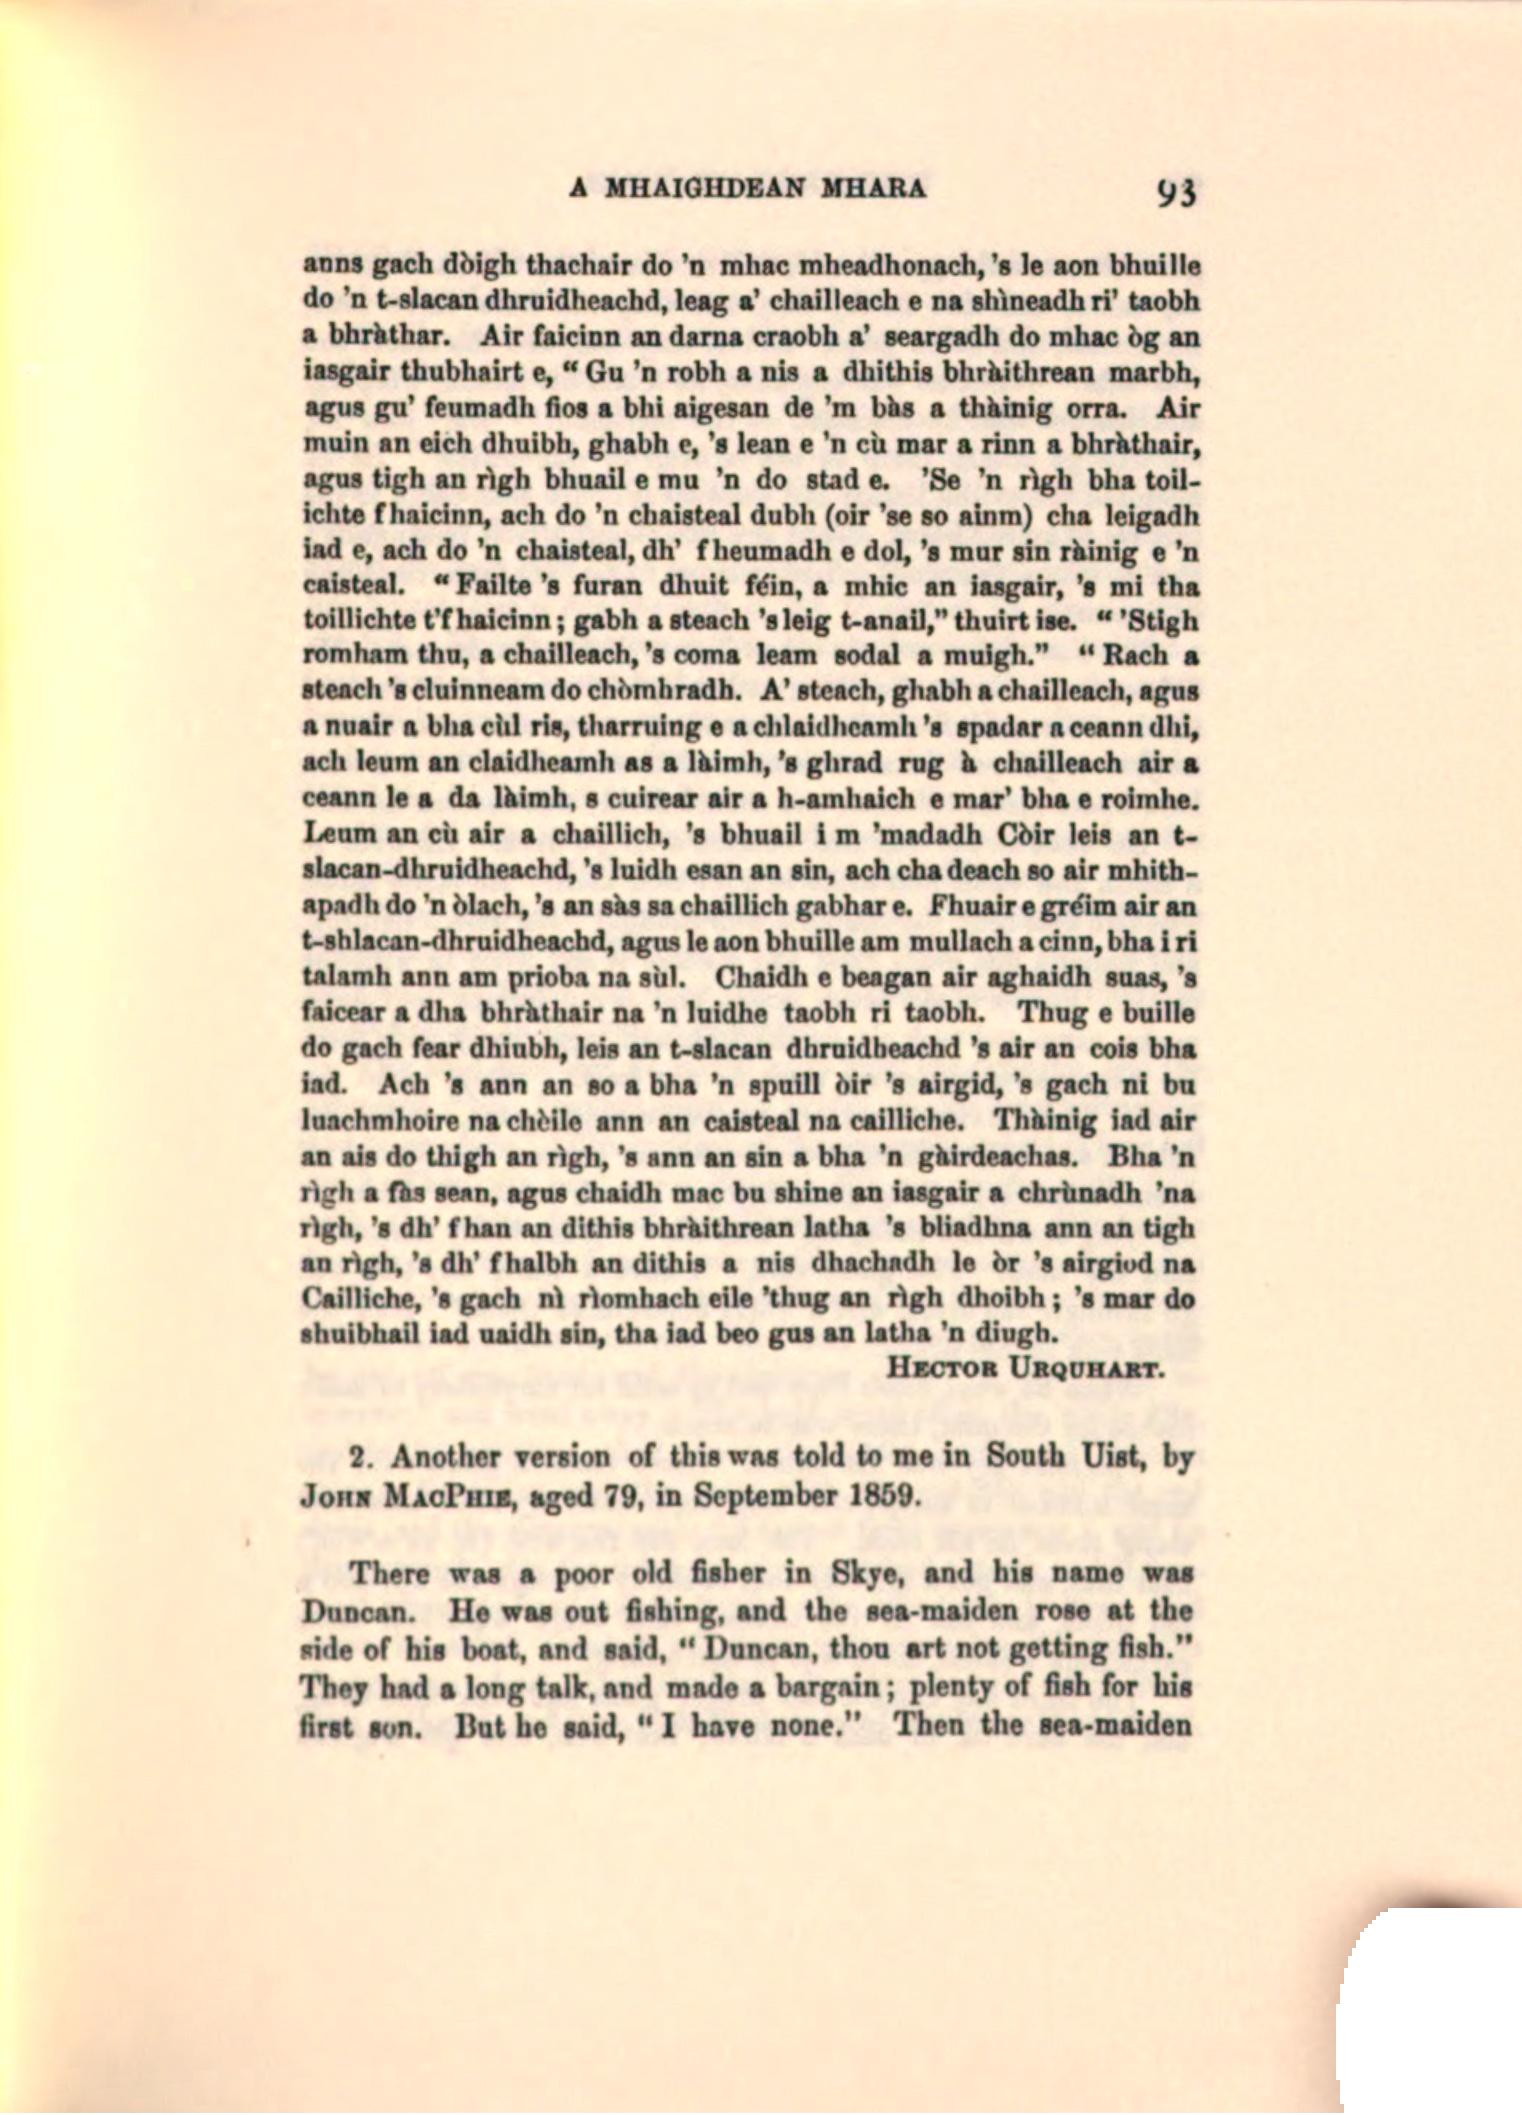 A MHAIGHDEAN MHARA 93
anns gach dòigh thachair do 'n mhac mheadhonach, 's le aon bhuille
do 'n t-slacan dhruidheachd, leag a' chailleach e na shìneadh ri' taobh
a bhràthar. Air faicinn an darna craobh a' seargadh do mhac òg an
iasgair thubhairt e, “ Gu 'n robh a nis a dhithis bhràithrean marbh,
agus gu' feumadh fios a bhi aigesan de 'm bàs a thàinig orra. Air
muin an eich dhuibh, ghabh e, 's lean e 'n cù mar a rinn a bhràthair,
agus tigh an rìgh bhuail e mu 'n do stad e. 'Se 'n rìgh bha toil-
ichte fhaicinn, ach do 'n chaisteal dubh (oir 'se so ainm) cha leigadh
iad e, ach do 'n chaisteal, dh' fheumadh e dol, 's mur sin ràinig e 'n
caisteal. “ Failte 's furan dhuit féin, a mhic an iasgair, 's mi tha
toillichte t'fhaicinn ; gabh a steach 's leig t-anail,” thuirt ise. “ 'Stigh
romham thu, a chailleach, 's coma leam sodal a muigh.” “ Rach a
steach 's cluinneam do chòmhradh. A' steach, ghabh a chailleach, agus
a nuair a bha cùl ris, tharruing e a chlaidheamh 's spadar a ceann dhi,
ach leum an claidheamh as a làimh, 's ghrad rug à chailleach air a
ceann le a da làimh, s cuirear air a h-amhaich e mar' bha e roimhe.
Leum an cù air a chaillich, 's bhuail i m 'madadh Còir leis an t-
slacan-dhruidheachd, 's luidh esan an sin, ach cha deach so air mhith-
apadh do 'n òlach, 's an sàs sa chaillich gabhar e. Fhuair e gréim air an
t-shlacan-dhruidheachd, agus le aon bhuille am mullach a cinn, bha i ri
talamh ann am prioba na sùl. Chaidh e beagan air aghaidh suas, 's
faicear a dha bhràthair na 'n luidhe taobh ri taobh. Thug e buille
do gach fear dhiubh, leis an t-slacan dhruidheachd 's air an cois bha
iad. Ach 's ann an so a bha 'n spuill òir 's airgid, 's gach ni bu
luachmhoire na chèile ann an caisteal na cailliche. Thàinig iad air
an ais do thigh an rìgh, 's ann an sin a bha 'n gàirdeachas. Bha 'n
rìgh a fàs sean, agus chaidh mac bu shine an iasgair a chrùnadh 'na
rìgh, 's dh' fhan an dithis bhràithrean latha 's bliadhna ann an tigh
an rìgh, 's dh' fhalbh an dithis a nis dhachadh le òr 's airgiod na
Cailliche, 's gach nì rìomhach eile 'thug an rìgh dhoibh ; 's mar do
shuibhail iad uaidh sin, tha iad beo gus an latha 'n diugh.
HECTOR URQUHART.
2. Another version of this was told to me in South Uist, by
JOHN MACPHIE, aged 79, in September 1859.
There was a poor old fisher in Skye, and his name was
Duncan. He was out fishing, and the sea-maiden rose at the
side of his boat, and said, “ Duncan, thou art not getting fish.”
They had a long talk, and made a bargain ; plenty of fish for his
first son. But he said, “ I have none.” Then the sea-maiden